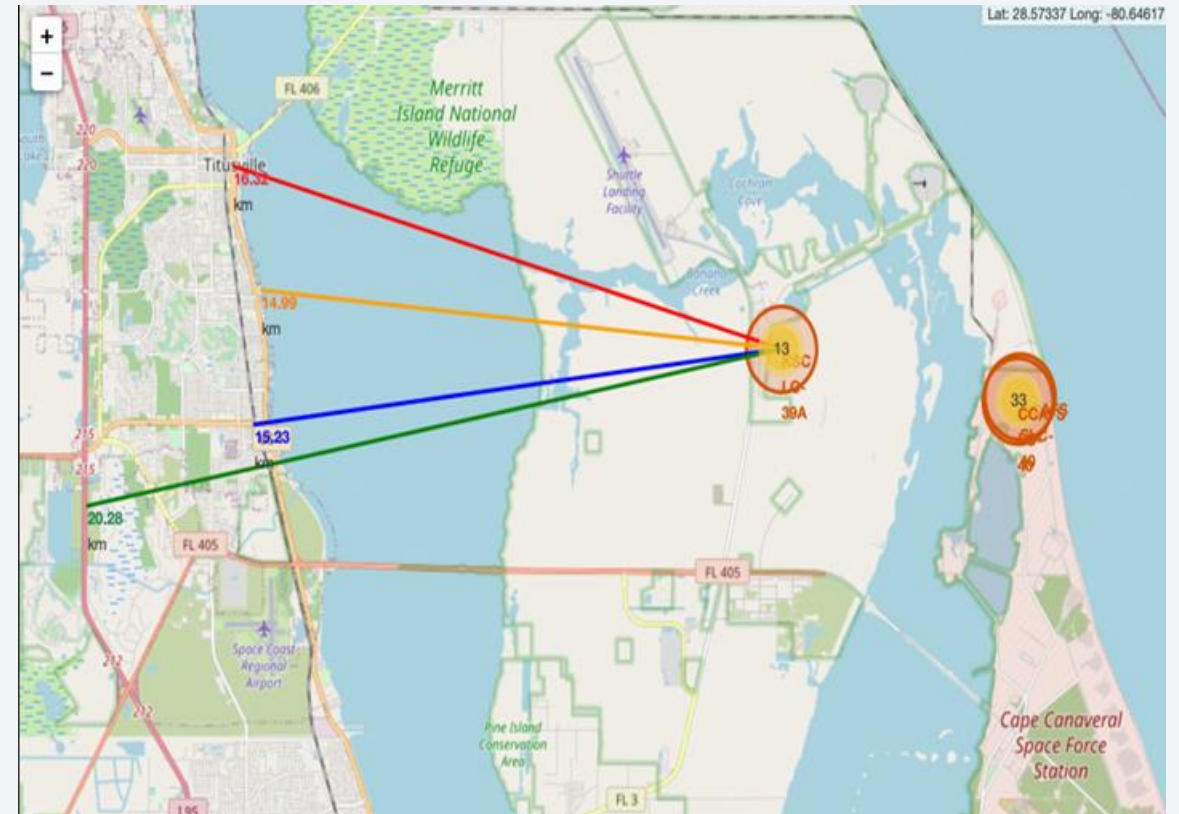 +
−
Lat: 28.57337 Long: -80.64617
FL 406
Merritt
Island National
Wildlife
Refuge
220
220
Titusville
16.32
km
Shuttle
Landing
Facility
Cochran
Cove
Banana
Creek
14.99
km
13
KSC
LC-
39A
33
15.23
km
215
215
20.28
km
FL 405
FL 405
Space Coast
Regional
Airport
212
212
Pine Island
Conservation
Area
Cape Canaveral
Space Force
Station
FL 3
I 95